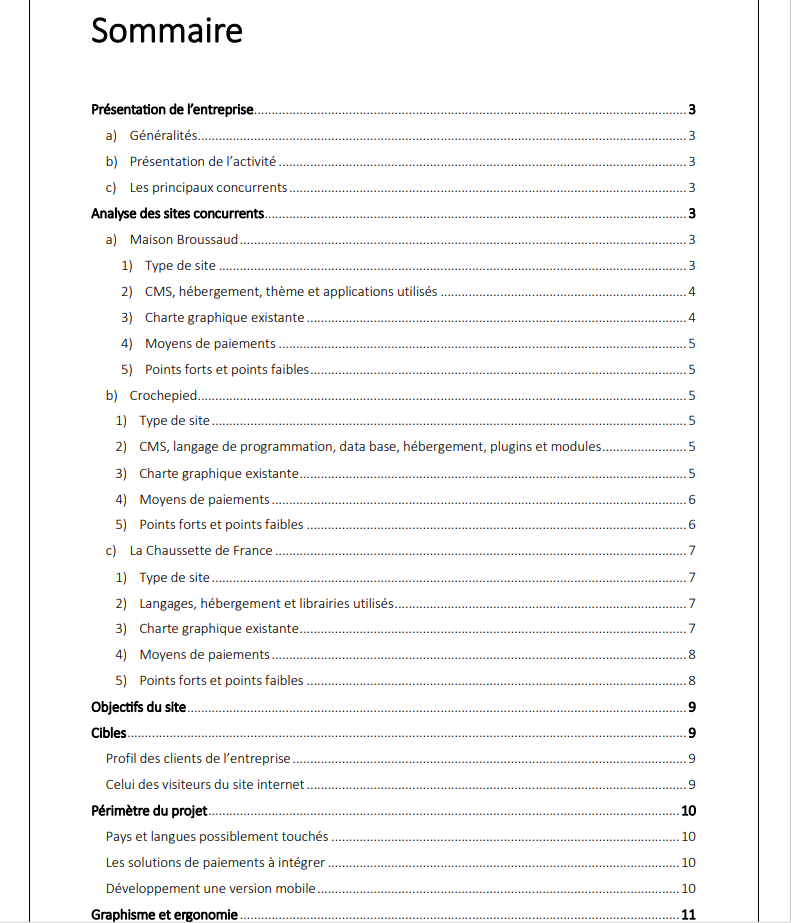 Sommaire
Présentation de l'entreprise 3
a) Généralités 3
b) Présentation de l'activité 3
c) Les principaux concurrents 3
Analyse des sites concurrents 3
a) Maison Broussaud 3
1) Type de site 3
2) CMS, hébergement, thème et applications utilisés 4
3) Charte graphique existante 4
4) Moyens de paiements 5
5) Points forts et points faibles 5
b) Crochepied 5
1) Type de site 5
2) CMS, langage de programmation, data base, hébergement, plugins et modules 5
3) Charte graphique existante 5
4) Moyens de paiements 6
5) Points forts et points faibles 6
c) La Chaussette de France 7
1) Type de site 7
2) Langages, hébergement et librairies utilisés 7
3) Charte graphique existante 7
4) Moyens de paiements 8
5) Points forts et points faibles 8
Objectifs du site 9
Cibles 9
Profil des clients de l'entreprise 9
Celui des visiteurs du site internet 9
Périmètre du projet 10
Pays et langues possiblement touchés 10
Les solutions de paiements à intégrer 10
Développement une version mobile 10
Graphisme et ergonomie 11